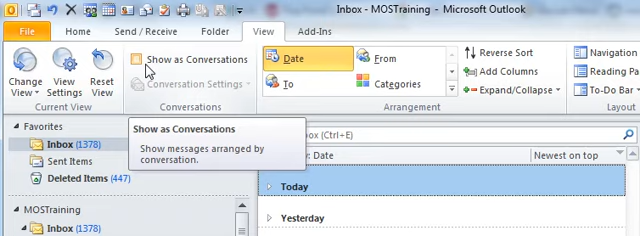 Inbox - MOSTraining - Microsoft Outlook
File Home Send / Receive Folder View Add-Ins
Change View
View Settings
Reset View
Current View
Show as Conversations
Conversation Settings
Conversations
Date
From
To
Categories
Arrangement
Reverse Sort
Add Columns
Expand/Collapse
Navigation
Reading Pa
To-Do Bar
Layout
Favorites
Inbox (1378)
Sent Items
Deleted Items (447)
MOSTraining
Inbox (1378)
Show as Conversations
Show messages arranged by
conversation.
box (Ctrl+E)
: Date
Newest on top
Today
Yesterday